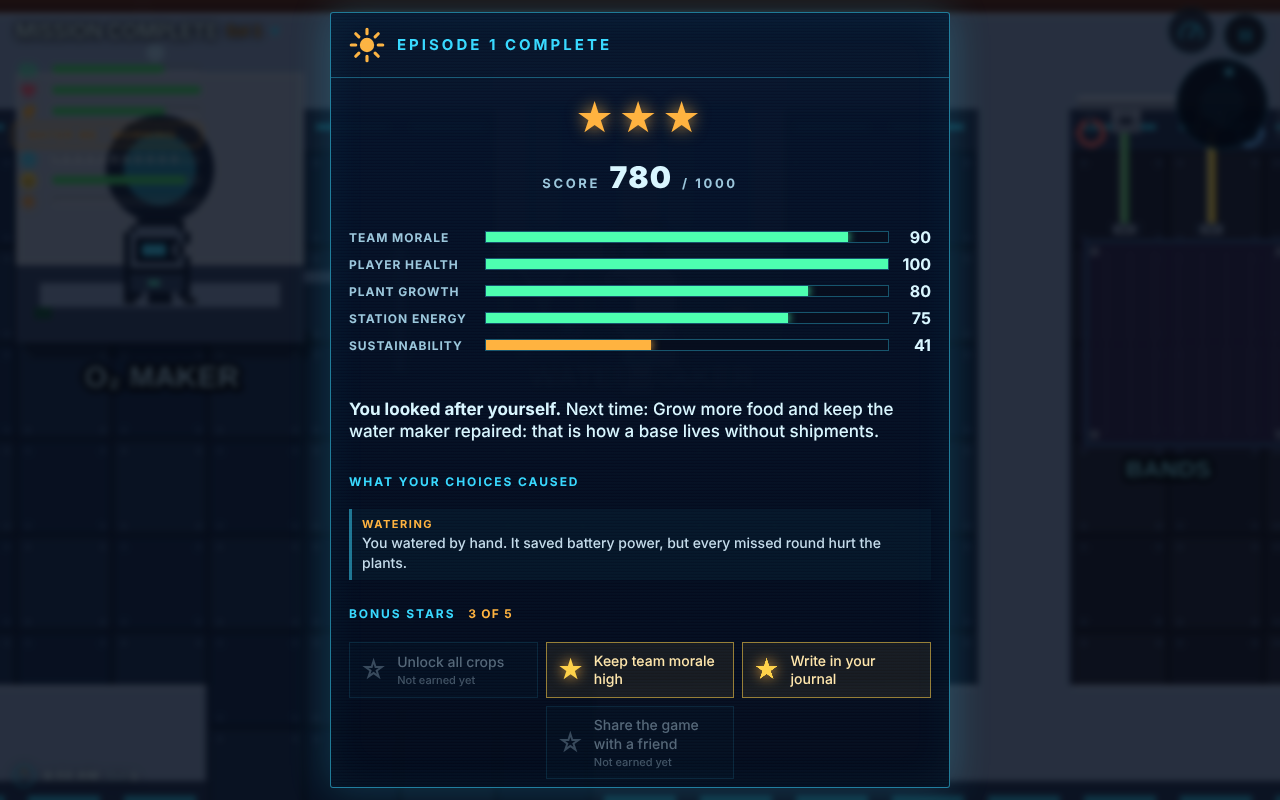 MISSION COMPLETE
EPISODE 1 COMPLETE
SCORE 780 / 1000
TEAM MORALE 90
PLAYER HEALTH 100
PLANT GROWTH 80
STATION ENERGY 75
SUSTAINABILITY 41
O₂ MAKER
You looked after yourself. Next time: Grow more food and keep the
water maker repaired: that is how a base lives without shipments.
BANDS
WHAT YOUR CHOICES CAUSED
WATERING
You watered by hand. It saved battery power, but every missed round hurt the
plants.
BONUS STARS 3 OF 5
Unlock all crops
Not earned yet
Keep team morale
high
Write in your
journal
Share the game
with a friend
Not earned yet